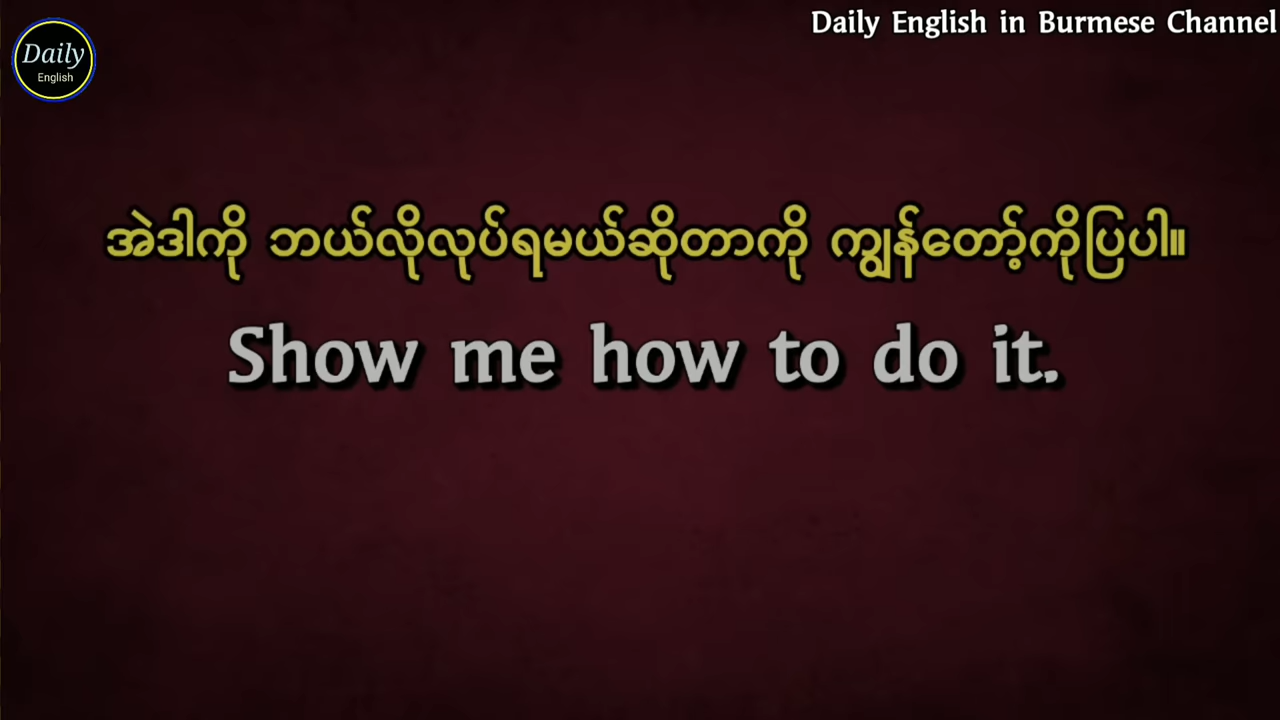 Daily English in Burmese Channel
Daily
English
အဲဒါကို ဘယ်လိုလုပ်ရမယ်ဆိုတာကို ကျွန်တော့်ကိုပြပါ။
Show me how to do it.